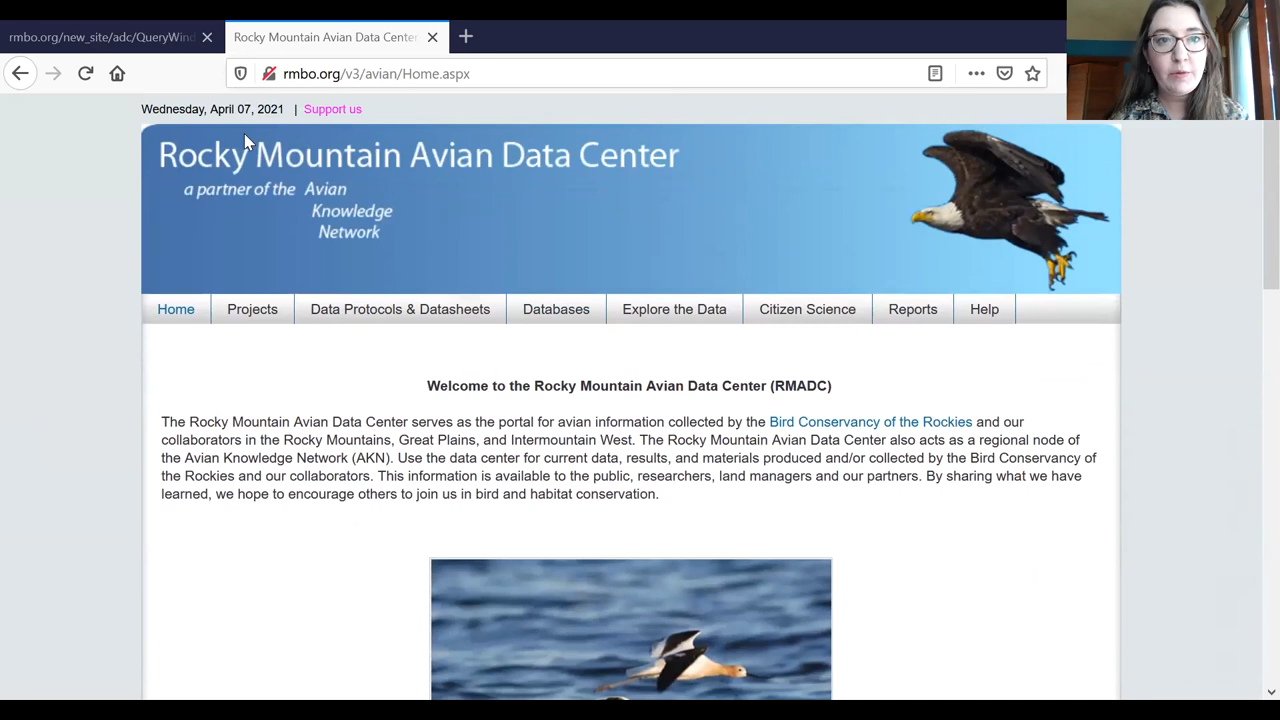 rmbo.org/new_site/adc/QueryWind
Rocky Mountain Avian Data Center
rmbo.org/v3/avian/Home.aspx
Wednesday, April 07, 2021 | Support us
Rocky Mountain Avian Data Center
a partner of the Avian
Knowledge
Network
Home Projects Data Protocols & Datasheets Databases Explore the Data Citizen Science Reports Help
Welcome to the Rocky Mountain Avian Data Center (RMADC)
The Rocky Mountain Avian Data Center serves as the portal for avian information collected by the Bird Conservancy of the Rockies and our
collaborators in the Rocky Mountains, Great Plains, and Intermountain West. The Rocky Mountain Avian Data Center also acts as a regional node of
the Avian Knowledge Network (AKN). Use the data center for current data, results, and materials produced and/or collected by the Bird Conservancy of
the Rockies and our collaborators. This information is available to the public, researchers, land managers and our partners. By sharing what we have
learned, we hope to encourage others to join us in bird and habitat conservation.